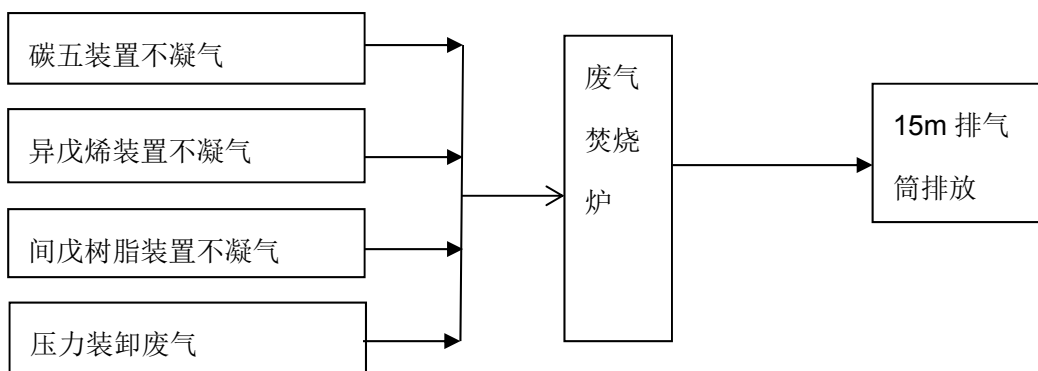 碳五装置不凝气
异戊烯装置不凝气
间戊树脂装置不凝气
压力装卸废气
废气
焚烧
炉
15m 排气
筒排放